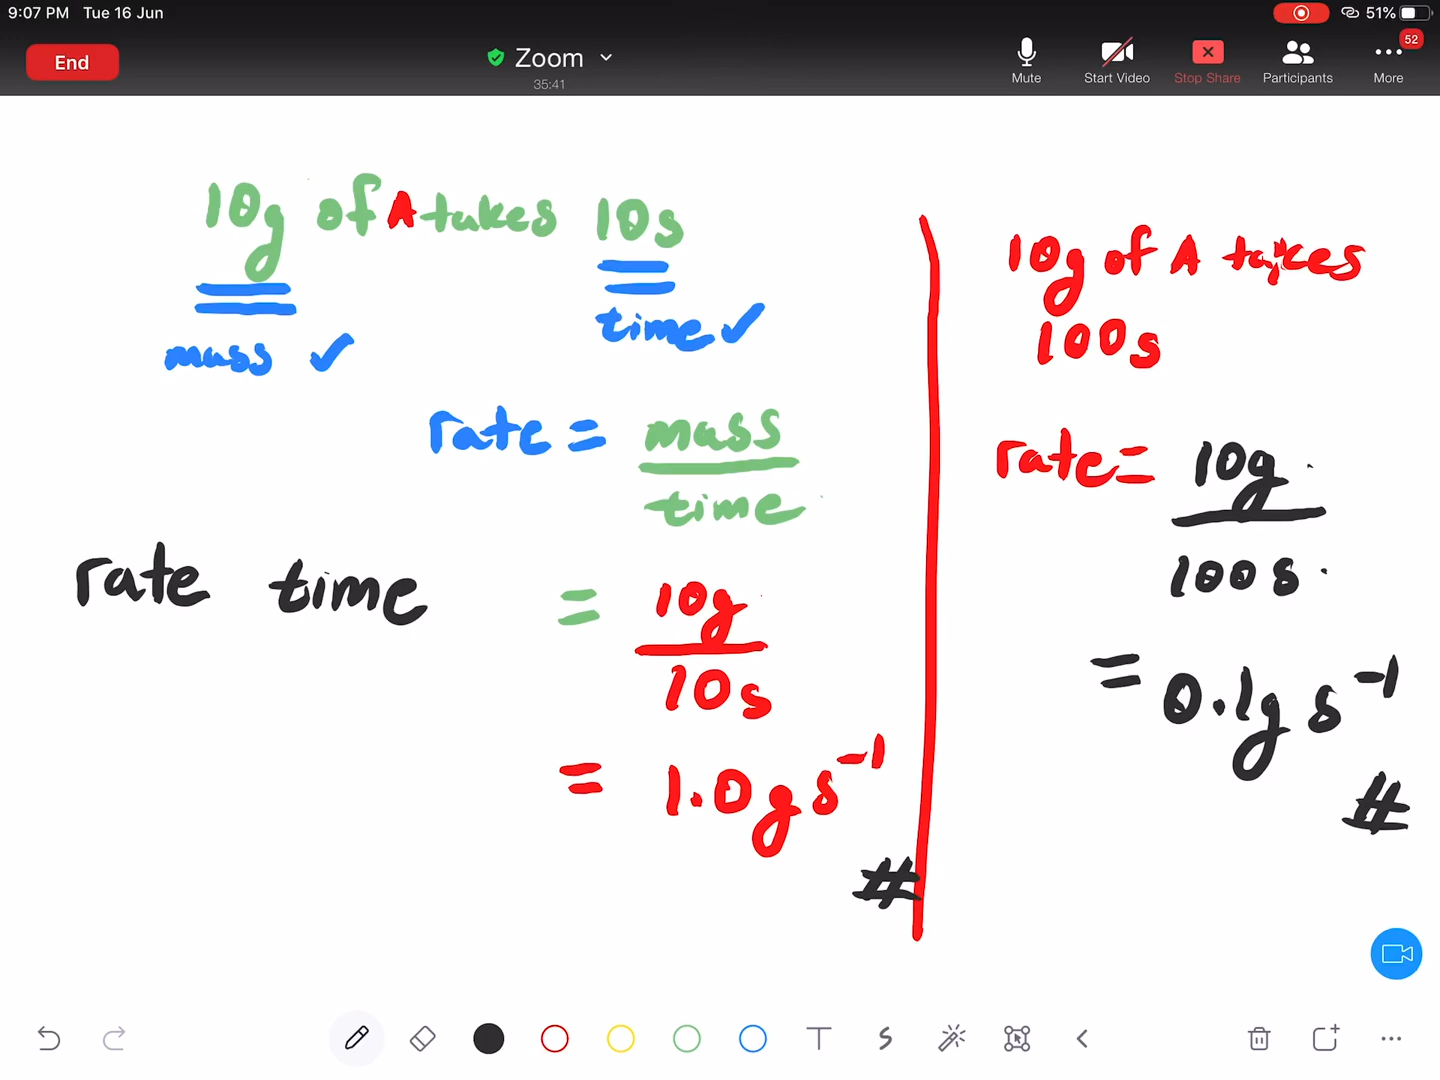 9:07 PM Tue 16 Jun
51%
End
Zoom
35:41
Mute
Start Video
Stop Share
Participants
More
52
10g of A takes 10s
mass ✓
time ✓
rate = mass
time
rate time
= 10g
10s
= 1.0g s⁻¹
#
10g of A takes
100s
rate = 10g
100s
= 0.1g s⁻¹
#
T